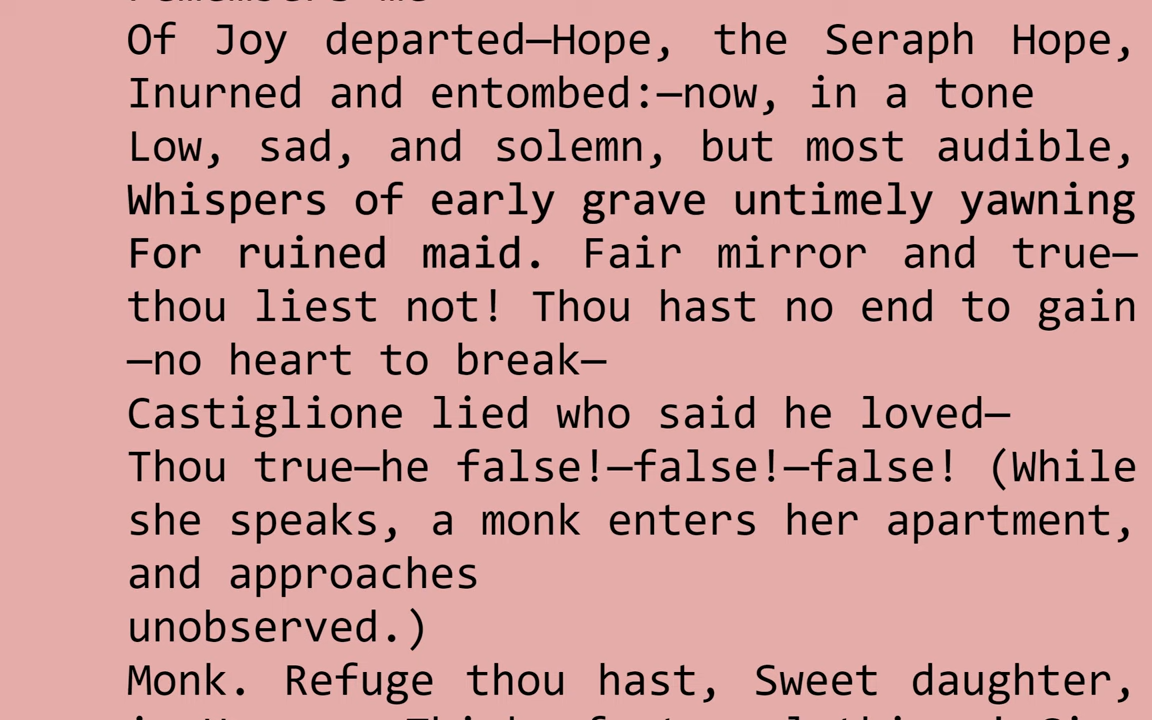 Of Joy departed—Hope, the Seraph Hope,
Inurned and entombed:—now, in a tone
Low, sad, and solemn, but most audible,
Whispers of early grave untimely yawning
For ruined maid. Fair mirror and true—
thou liest not! Thou hast no end to gain
—no heart to break—
Castiglione lied who said he loved—
Thou true—he false!—false!—false! (While
she speaks, a monk enters her apartment,
and approaches
unobserved.)
Monk. Refuge thou hast, Sweet daughter,